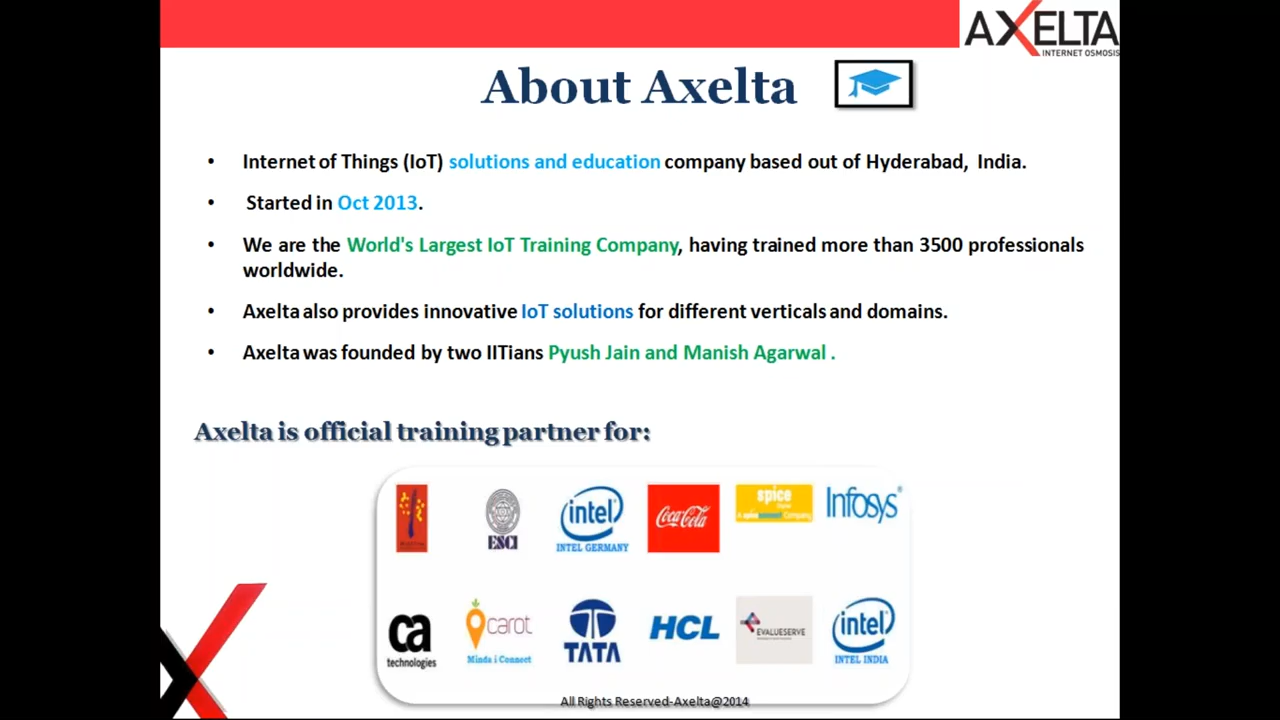 AXELTA
INTERNET OSMOSIS
About Axelta
• Internet of Things (IoT) solutions and education company based out of Hyderabad, India.
• Started in Oct 2013.
• We are the World's Largest IoT Training Company, having trained more than 3500 professionals
worldwide.
• Axelta also provides innovative IoT solutions for different verticals and domains.
• Axelta was founded by two IITians Pyush Jain and Manish Agarwal .
Axelta is official training partner for:
ESCI
intel
INTEL GERMANY
Coca-Cola
spice
A spice Company
Infosys®
ca
technologies
carot
Minda i Connect
TATA
HCL
EVALUESERVE
intel
INTEL INDIA
All Rights Reserved-Axelta@2014